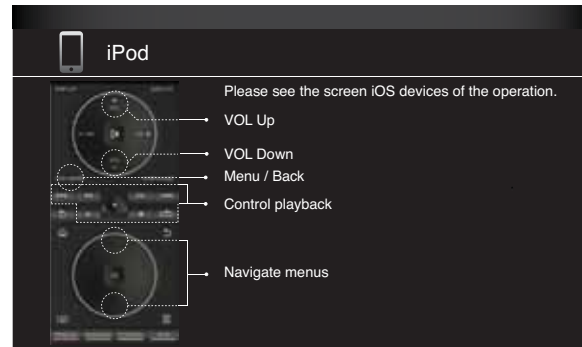 iPod
Please see the screen iOS devices of the operation.
VOL Up
VOL Down
Menu / Back
Control playback
Navigate menus